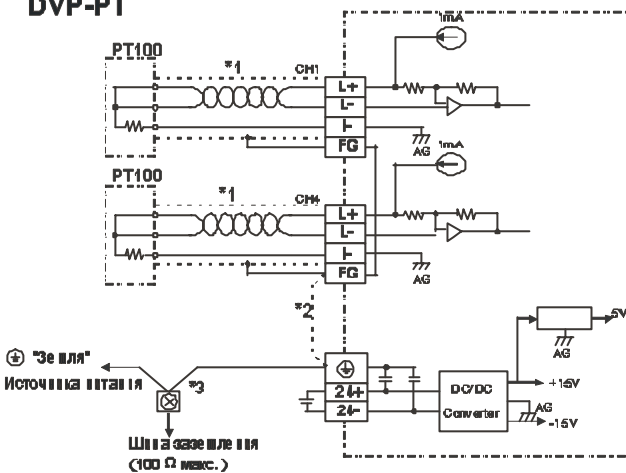 DVP-PT
1mA
PT100
*1
CH1
L+
L-
I-
FG
AG
1mA
PT100
*1
CH4
L+
L-
I-
FG
AG
*2
5V
AG
"Земля"
Источника питания
*3
24+
24-
DC/DC
Converter
+15V
AG
-15V
Шина заземления
(100 Ω макс.)